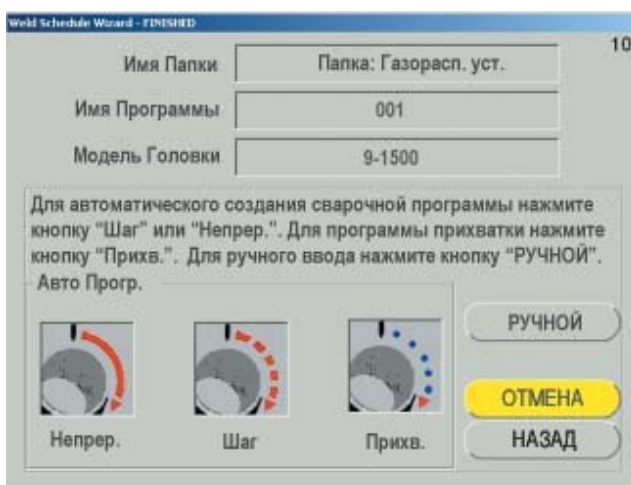 Weld Schedule Wizard - FINISHED
10
Имя Папки
Папка: Газорасп. уст.
Имя Программы
001
Модель Головки
9-1500
Для автоматического создания сварочной программы нажмите
кнопку “Шаг” или “Непрер.”. Для программы прихватки нажмите
кнопку “Прихв.”. Для ручного ввода нажмите кнопку “РУЧНОЙ”.
Авто Прогр.
РУЧНОЙ
ОТМЕНА
НАЗАД
Непрер.
Шаг
Прихв.